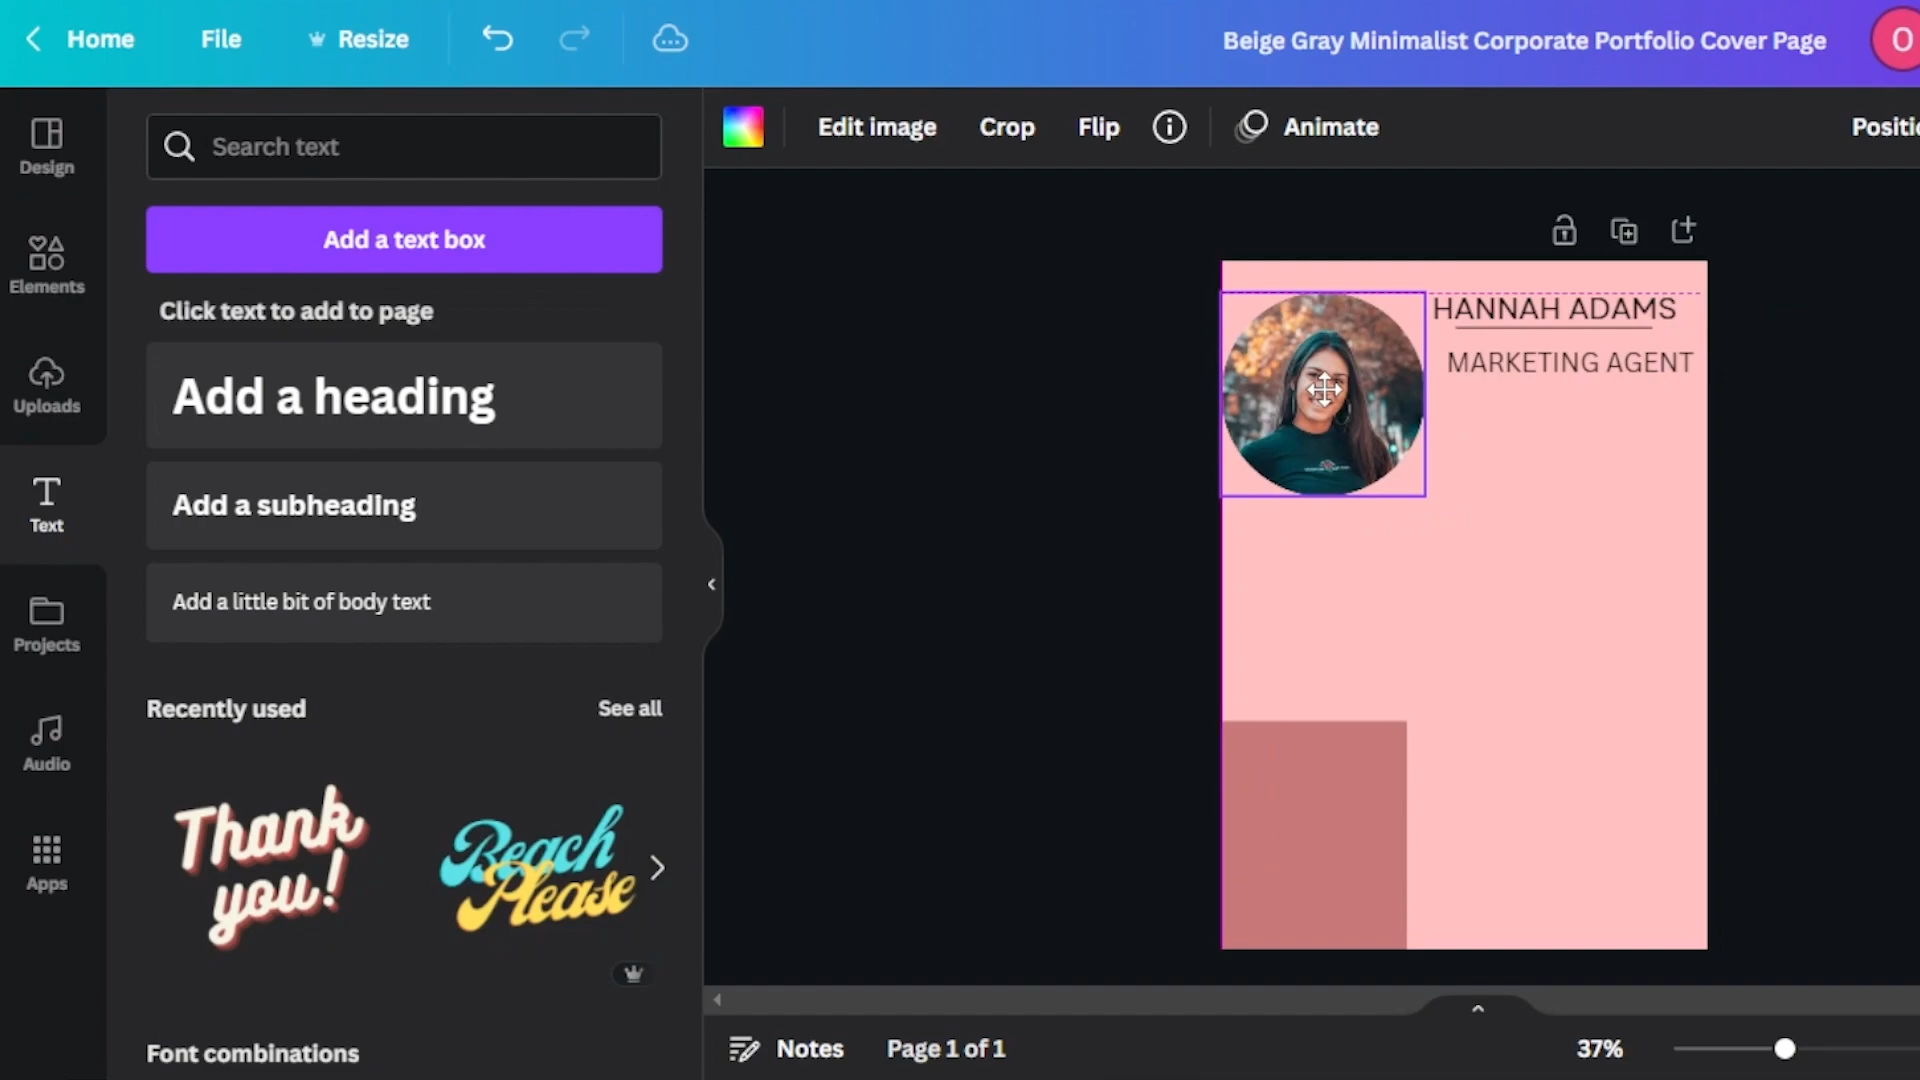 Home
File
Resize
Beige Gray Minimalist Corporate Portfolio Cover Page
O
Design
Elements
Uploads
Text
Projects
Audio
Apps
Search text
Add a text box
Click text to add to page
Add a heading
Add a subheading
Add a little bit of body text
Recently used
See all
Thank
you!
Beach
Please
Font combinations
Edit image
Crop
Flip
Animate
Positio
HANNAH ADAMS
MARKETING AGENT
Notes
Page 1 of 1
37%